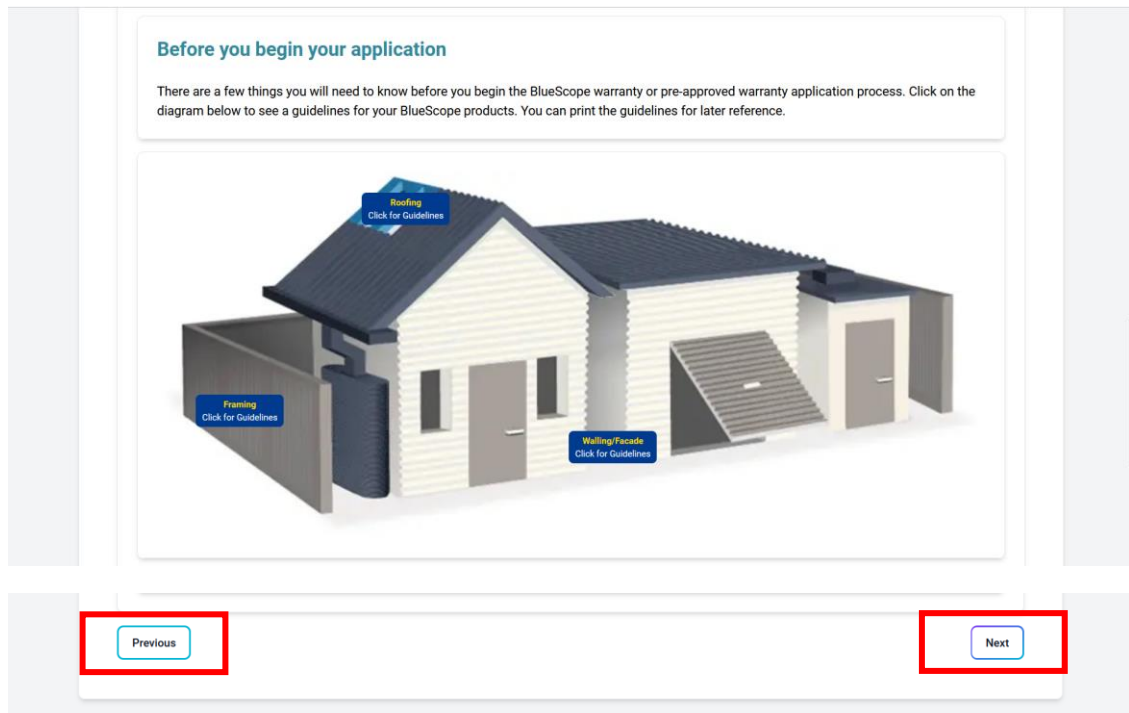 Before you begin your application
There are a few things you will need to know before you begin the BlueScope warranty or pre-approved warranty application process. Click on the
diagram below to see a guidelines for your BlueScope products. You can print the guidelines for later reference.
Roofing
Click for Guidelines
Framing
Click for Guidelines
Walling/Facade
Click for Guidelines
Previous
Next